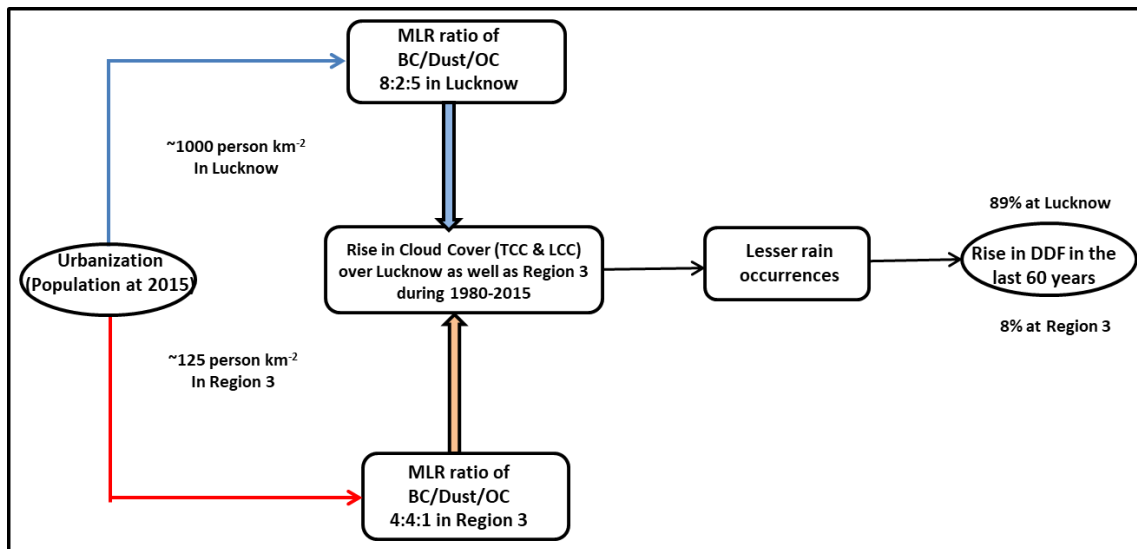 MLR ratio of
BC/Dust/OC
8:2:5 in Lucknow
~1000 person km⁻²
In Lucknow
Urbanization
(Population at 2015)
Rise in Cloud Cover (TCC & LCC)
over Lucknow as well as Region 3
during 1980-2015
Lesser rain
occurrences
89% at Lucknow
Rise in DDF in the
last 60 years
8% at Region 3
~125 person km⁻²
In Region 3
MLR ratio of
BC/Dust/OC
4:4:1 in Region 3